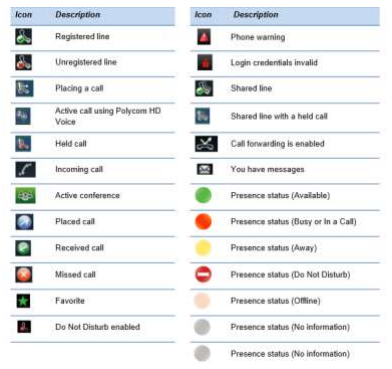 Icon Description
Registered line
Unregistered line
Placing a call
Active call using Polycom HD
Voice
Held call
Incoming call
Active conference
Placed call
Received call
Missed call
Favorite
Do Not Disturb enabled
Icon Description
Phone warning
Login credentials invalid
Shared line
Shared line with a held call
Call forwarding is enabled
You have messages
Presence status (Available)
Presence status (Busy or In a Call)
Presence status (Away)
Presence status (Do Not Disturb)
Presence status (Offline)
Presence status (No information)
Presence status (No information)